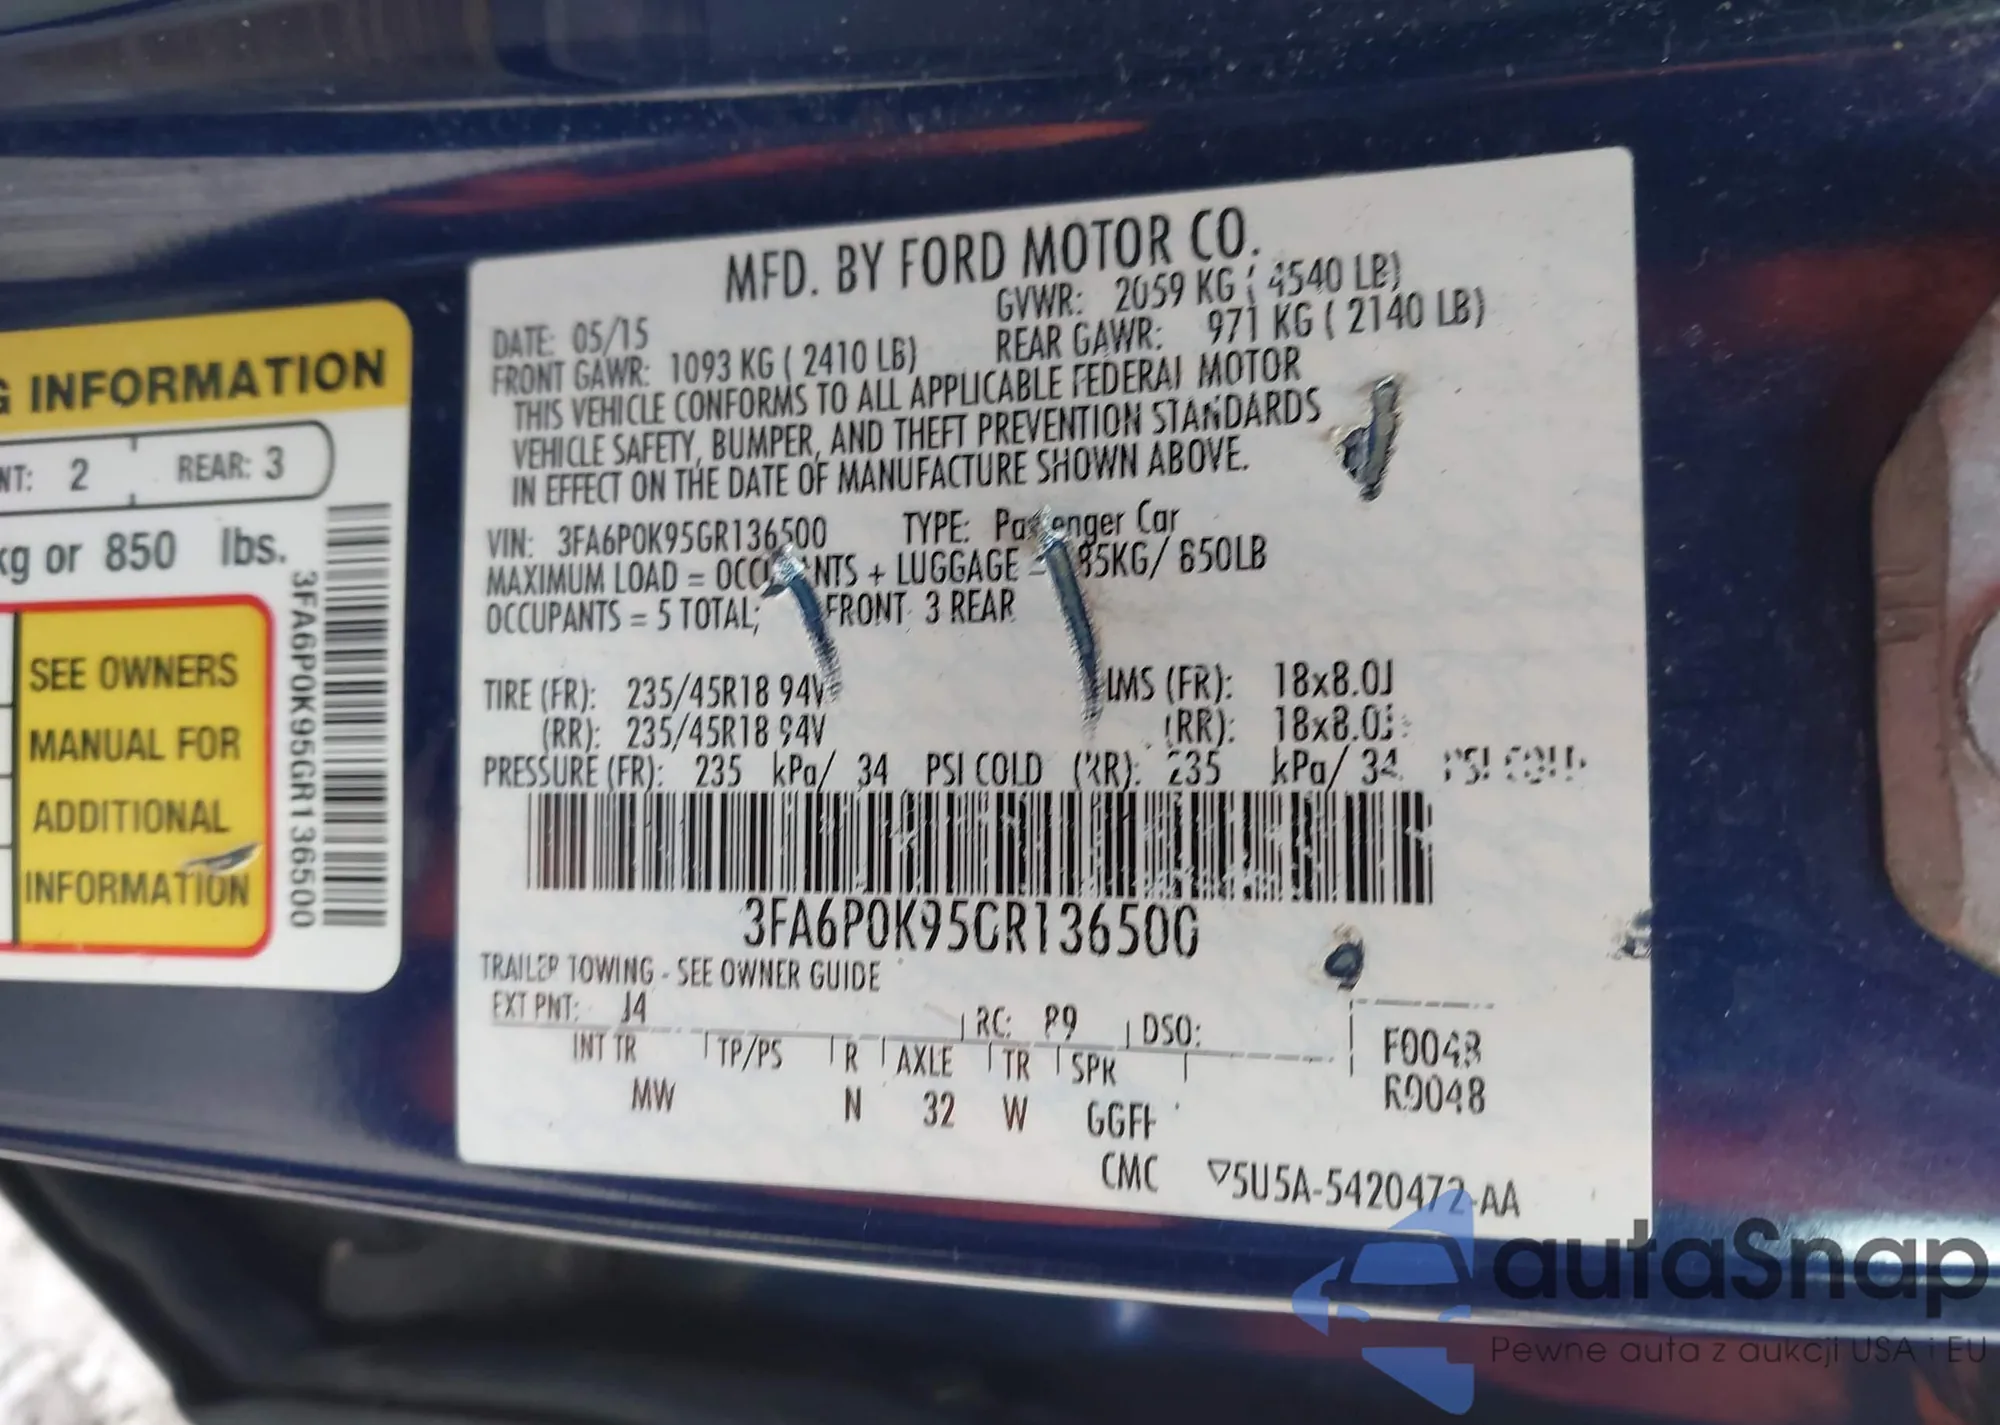 G INFORMATION
NT: 2 REAR: 3
kg or 850 lbs.
SEE OWNERS
MANUAL FOR
ADDITIONAL
INFORMATION
3FA6P0K95GR136500
MFD. BY FORD MOTOR CO.
DATE: 05/15 GVWR: 2059 KG ( 4540 LB)
FRONT GAWR: 1093 KG ( 2410 LB) REAR GAWR: 971 KG ( 2140 LB)
THIS VEHICLE CONFORMS TO ALL APPLICABLE FEDERAL MOTOR
VEHICLE SAFETY, BUMPER, AND THEFT PREVENTION STANDARDS
IN EFFECT ON THE DATE OF MANUFACTURE SHOWN ABOVE.
VIN: 3FA6P0K95GR136500 TYPE: Passenger Car
MAXIMUM LOAD = OCCUPANTS + LUGGAGE = 385KG/ 850LB
OCCUPANTS = 5 TOTAL; FRONT 3 REAR
TIRE (FR): 235/45R18 94V RIMS (FR): 18x8.0J
(RR): 235/45R18 94V (RR): 18x8.0J
PRESSURE (FR): 235 kPa/ 34 PSI COLD (RR): 235 kPa/ 34 PSI COLD
3FA6P0K95GR136500
TRAILER TOWING - SEE OWNER GUIDE
EXT PNT: J4 RC: 89 DSO: F0048
INT TR TP/PS R AXLE TR SPR R0048
MW N 32 W GGFF
CMC ▽5U5A-5420472-AA
autaSnap
Pewne auta z aukcji USA i EU